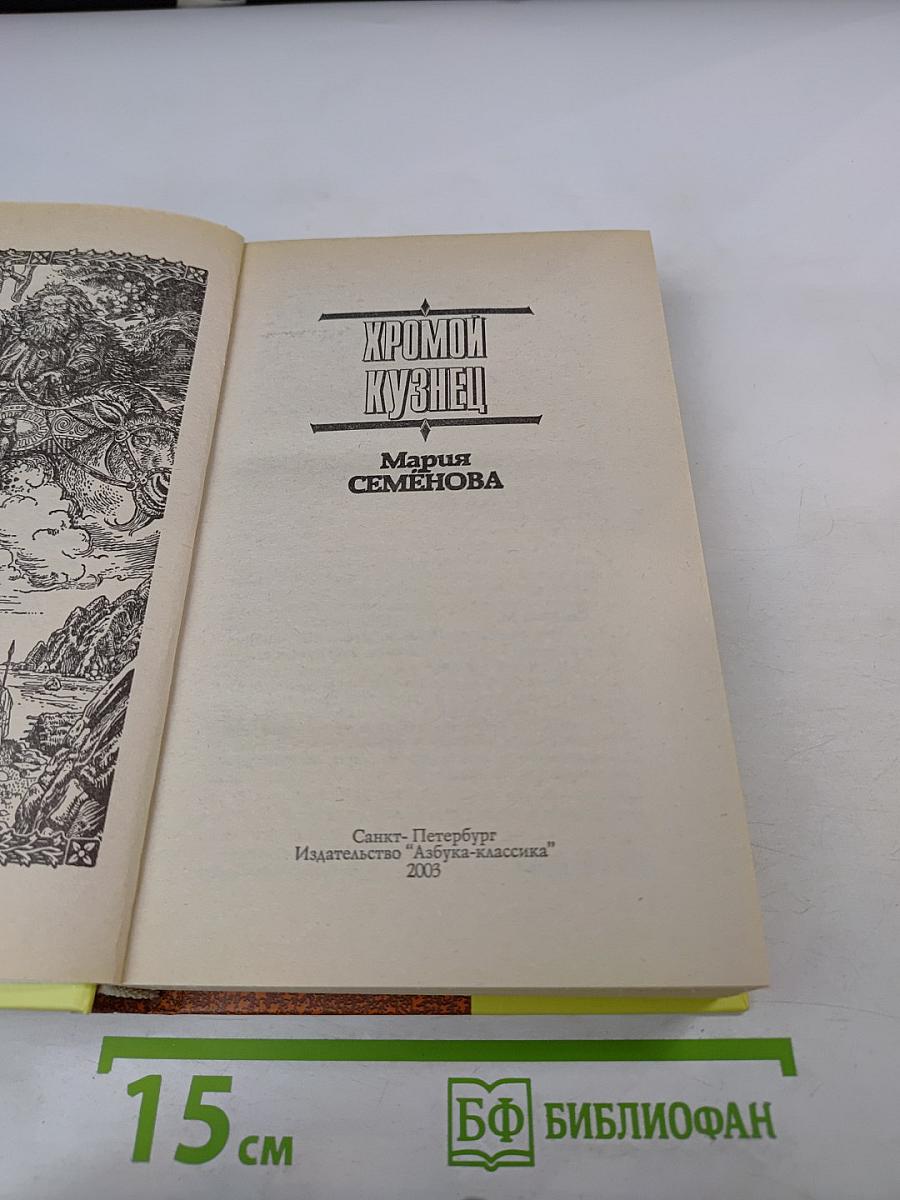 ХРОМОЙ
КУЗНЕЦ
Мария
СЕМЁНОВА
Санкт- Петербург
Издательство "Азбука-классика"
2003
15 см
БФ БИБЛИОФАН